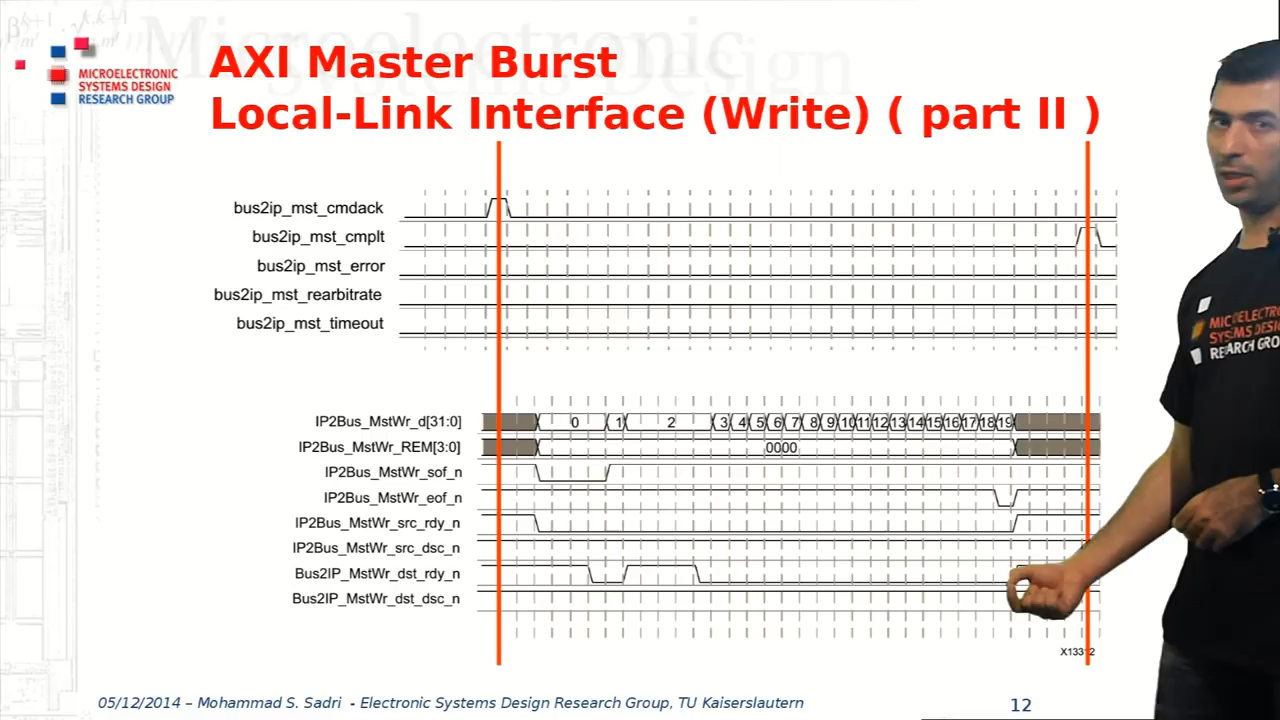 MICROELECTRONIC
SYSTEMS DESIGN
RESEARCH GROUP
AXI Master Burst
Local-Link Interface (Write) ( part II )
bus2ip_mst_cmdack
bus2ip_mst_cmplt
bus2ip_mst_error
bus2ip_mst_rearbitrate
bus2ip_mst_timeout
IP2Bus_MstWr_d[31:0] 0 1 2 3 4 5 6 7 8 9 10 11 12 13 14 15 16 17 18 19
IP2Bus_MstWr_REM[3:0] 0000
IP2Bus_MstWr_sof_n
IP2Bus_MstWr_eof_n
IP2Bus_MstWr_src_rdy_n
IP2Bus_MstWr_src_dsc_n
Bus2IP_MstWr_dst_rdy_n
Bus2IP_MstWr_dst_dsc_n
05/12/2014 – Mohammad S. Sadri - Electronic Systems Design Research Group, TU Kaiserslautern
12